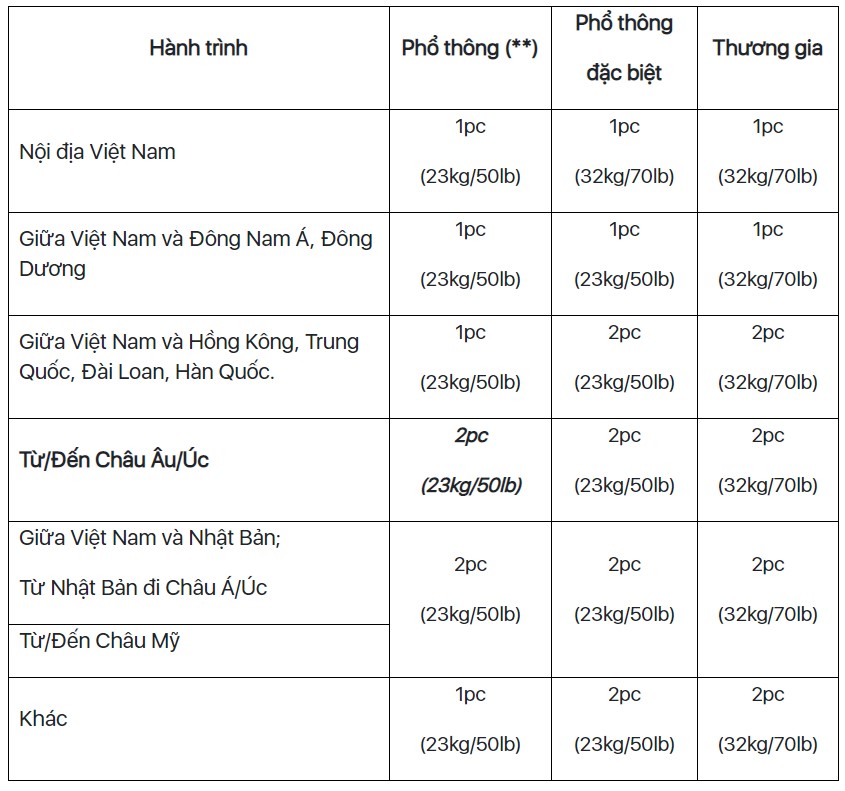 Hành trình
Phổ thông (**)
Phổ thông
đặc biệt
Thương gia
Nội địa Việt Nam
1pc
(23kg/50lb)
1pc
(32kg/70lb)
1pc
(32kg/70lb)
Giữa Việt Nam và Đông Nam Á, Đông
Dương
1pc
(23kg/50lb)
1pc
(23kg/50lb)
1pc
(32kg/70lb)
Giữa Việt Nam và Hồng Kông, Trung
Quốc, Đài Loan, Hàn Quốc.
1pc
(23kg/50lb)
2pc
(23kg/50lb)
2pc
(32kg/70lb)
Từ/Đến Châu Âu/Úc
2pc
(23kg/50lb)
2pc
(23kg/50lb)
2pc
(32kg/70lb)
Giữa Việt Nam và Nhật Bản;
Từ Nhật Bản đi Châu Á/Úc
Từ/Đến Châu Mỹ
2pc
(23kg/50lb)
2pc
(23kg/50lb)
2pc
(32kg/70lb)
Khác
1pc
(23kg/50lb)
2pc
(23kg/50lb)
2pc
(32kg/70lb)